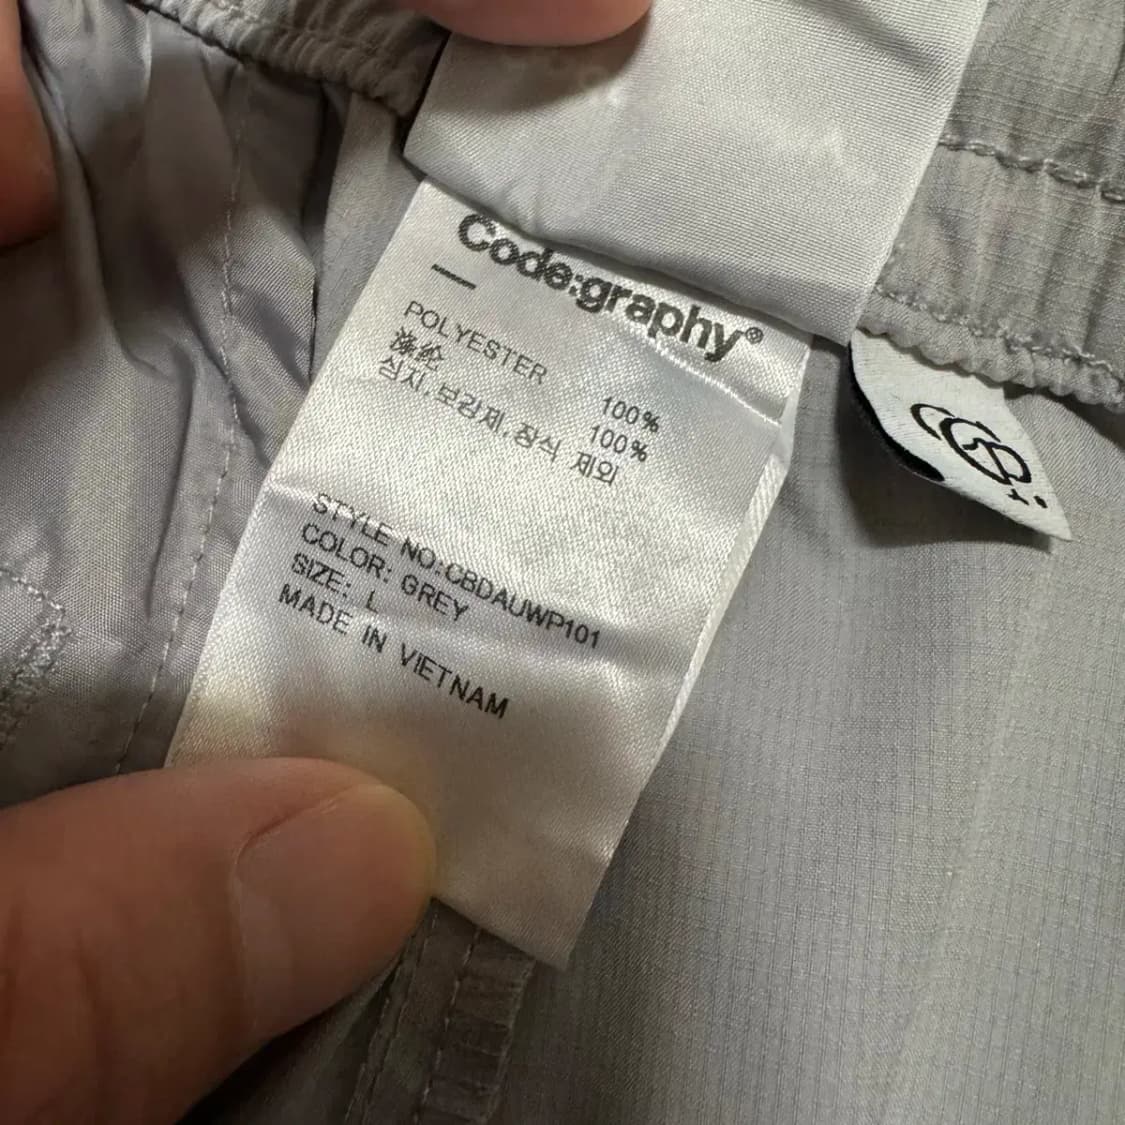 Code:graphy®
POLYESTER 100%
涤纶 100%
심지,보강제,장식 제외
STYLE NO:CBDAUWP101
COLOR: GREY
SIZE: L
MADE IN VIETNAM